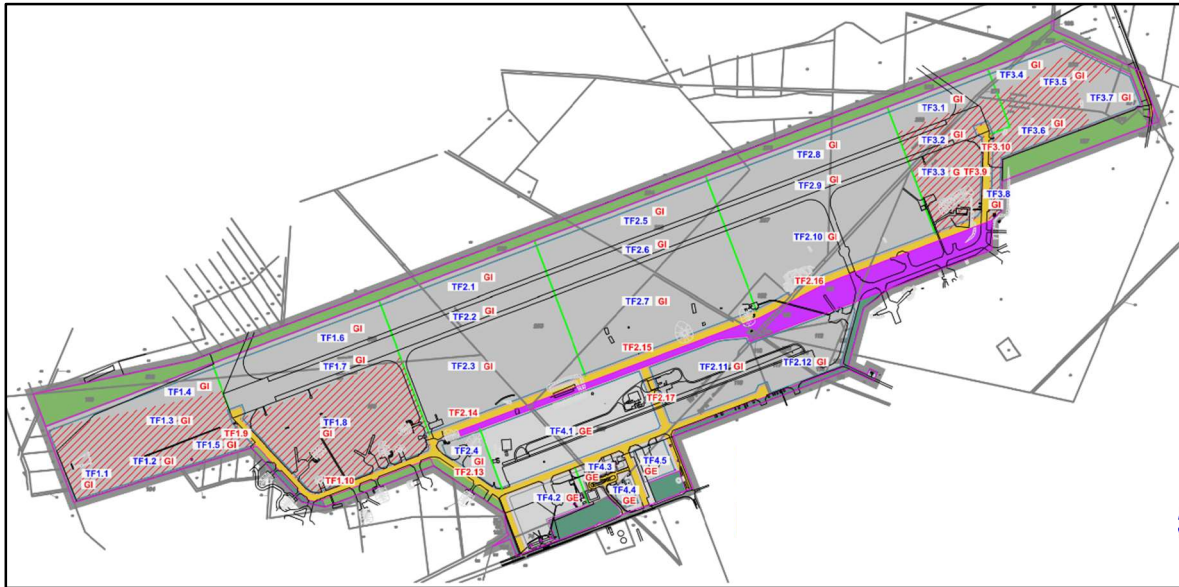 TF3.4 GI
TF3.5 GI
TF3.7 GI
TF3.1 GI
TF3.2 GI
TF3.6 GI
TF3.10
TF2.8 GI
TF3.3 G TF3.9
TF2.9 GI
TF3.8
GI
TF2.5 GI
TF2.6 GI
TF2.10 GI
TF2.1 GI
TF2.16
TF2.7 GI
TF2.2 GI
TF1.6 GI
TF2.15
TF1.7 GI
TF2.3 GI
TF2.11 GI
TF2.12 GI
TF1.4 GI
TF2.17
TF1.3 GI
TF2.14
TF1.8
GI
TF1.9
TF4.1 GE
TF1.5 GI
TF2.4
GI
TF1.2 GI
TF4.5
GE
TF4.3
GE
TF1.1
GI
TF2.13
TF1.10
TF4.4
GE
TF4.2 GE